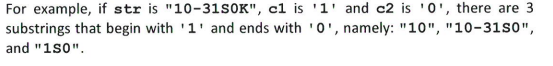 For example, if str is "10-31S0K", c1 is '1' and c2 is '0', there are 3
substrings that begin with '1' and ends with '0', namely: "10", "10-31S0",
and "1S0".